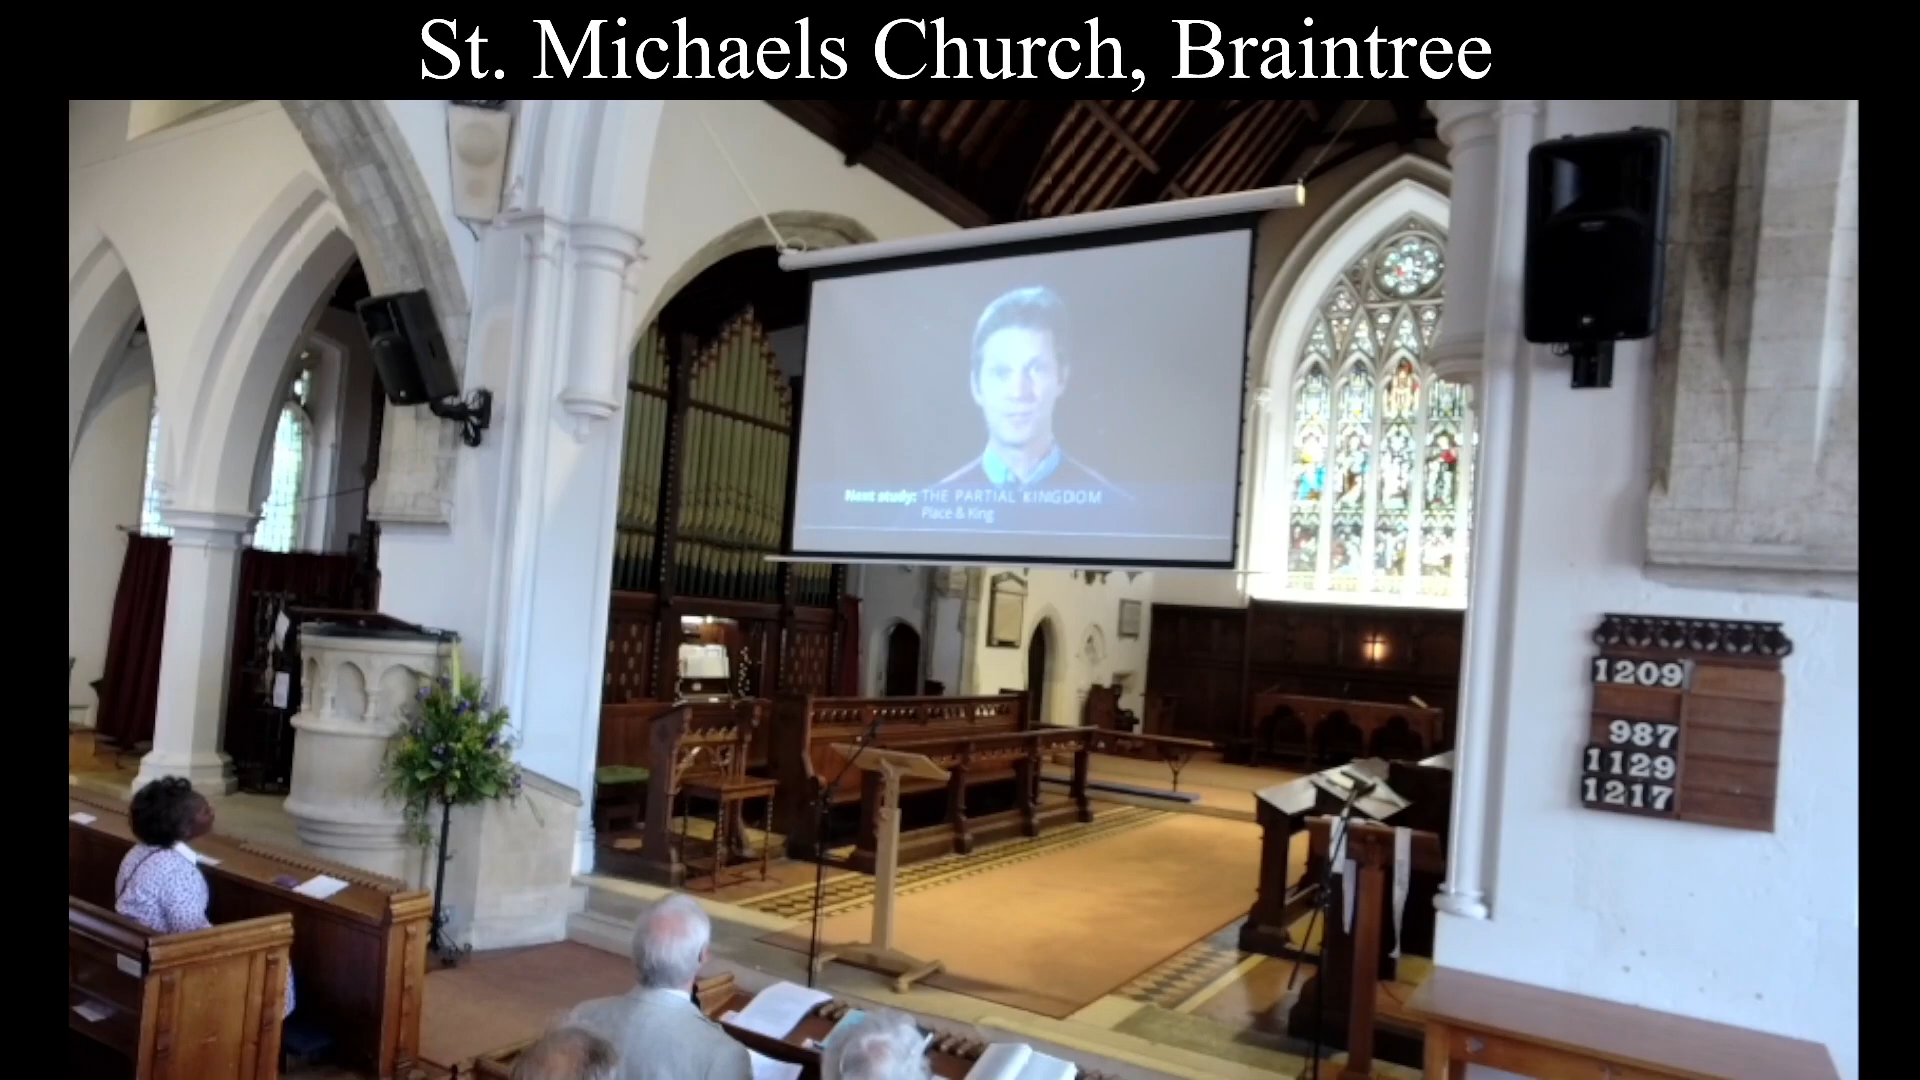 St. Michaels Church, Braintree
Next study: THE PARTIAL KINGDOM
Place & King
1209
987
1129
1217